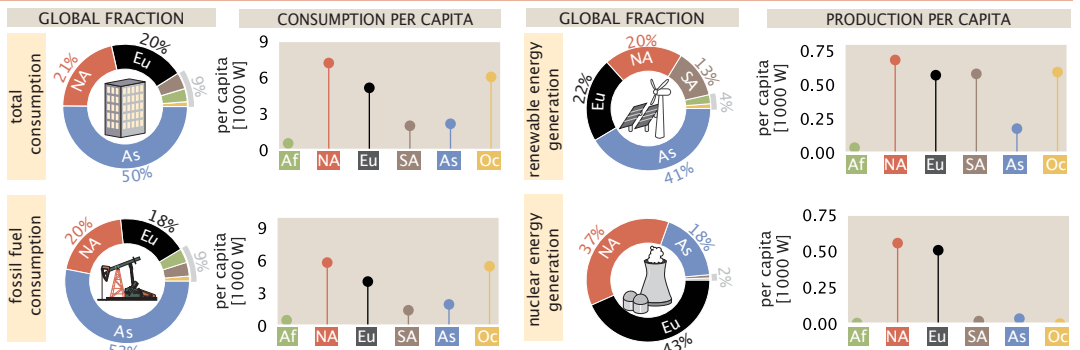 GLOBAL FRACTION
CONSUMPTION PER CAPITA
GLOBAL FRACTION
PRODUCTION PER CAPITA
total
consumption
21%
20%
9%
50%
NA
Eu
As
per capita
[1000 W]
9
6
3
0
Af NA Eu SA As Oc
renewable energy
generation
22%
20%
13%
4%
41%
Eu
NA
SA
As
per capita
[1000 W]
0.75
0.50
0.25
0.00
Af NA Eu SA As Oc
fossil fuel
consumption
20%
18%
9%
53%
NA
Eu
As
per capita
[1000 W]
9
6
3
0
Af NA Eu SA As Oc
nuclear energy
generation
37%
18%
2%
43%
NA
As
Eu
per capita
[1000 W]
0.75
0.50
0.25
0.00
Af NA Eu SA As Oc